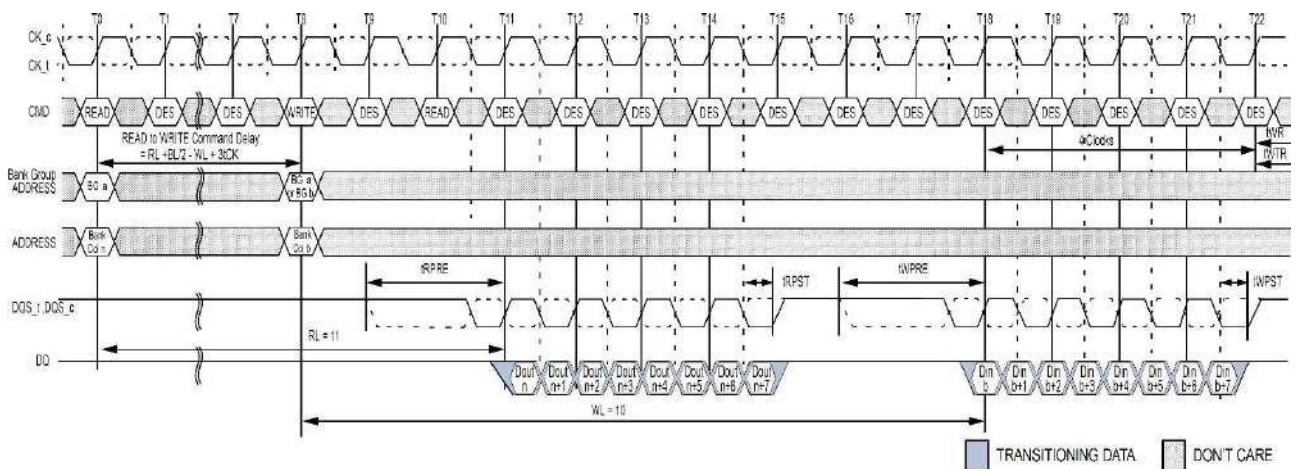 T0 T1 T7 T8 T9 T10 T11 T12 T13 T14 T15 T16 T17 T18 T19 T20 T21 T22
CK_c
CK_t
CMD READ DES DES WRITE DES READ DES DES DES DES DES DES DES DES DES DES DES DES
READ to WRITE Command Delay
= RL +BL/2 - WL + 3tCK
4Clocks
tWR
tWTR
Bank Group
ADDRESS
BG a
BG a
or BG b
ADDRESS
Bank
Col n
Bank
Col b
tRPRE
tRPST
tWPRE
tWPST
DQS_t ,DQS_c
RL = 11
DQ
Dout n
Dout n+1
Dout n+2
Dout n+3
Dout n+4
Dout n+5
Dout n+6
Dout n+7
Din b
Din b+1
Din b+2
Din b+3
Din b+4
Din b+5
Din b+6
Din b+7
WL = 10
TRANSITIONING DATA
DON'T CARE